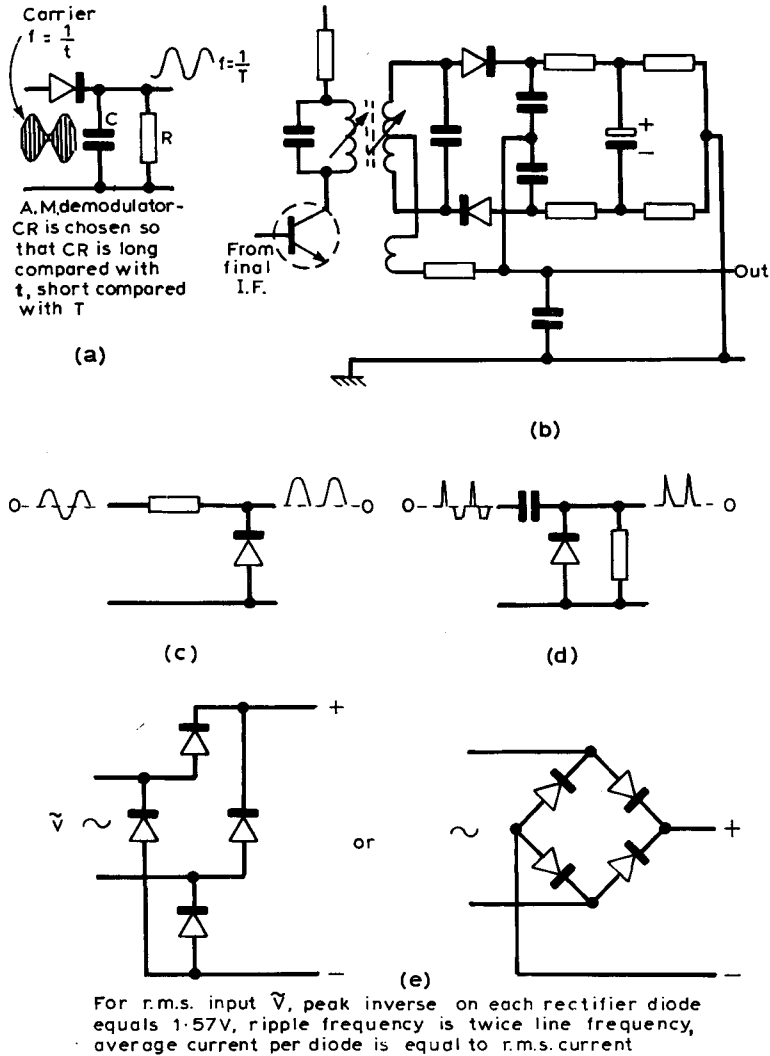 Carrier
f = 1/t
f = 1/T
C
R
A.M. demodulator-
CR is chosen so
that CR is long
compared with
t, short compared
with T
(a)
From
final
I.F.
+
-
Out
(b)
O-
-O
(c)
O-
-O
(d)
+
Ṽ ~
-
or
~
+
-
(e)
For r.m.s. input Ṽ, peak inverse on each rectifier diode
equals 1·57V, ripple frequency is twice line frequency,
average current per diode is equal to r.m.s. current